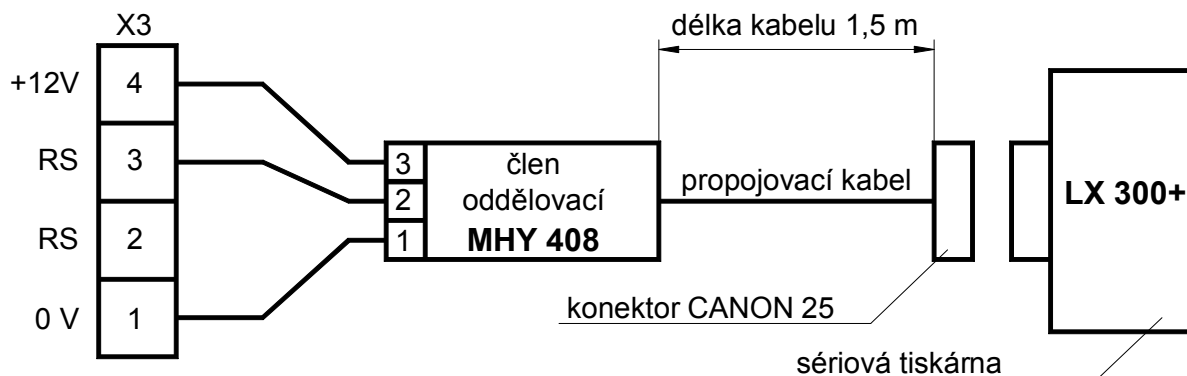 X3
délka kabelu 1,5 m
+12V
4
RS
3
RS
2
0 V
1
3
2
1
člen
oddělovací
MHY 408
propojovací kabel
LX 300+
konektor CANON 25
sériová tiskárna